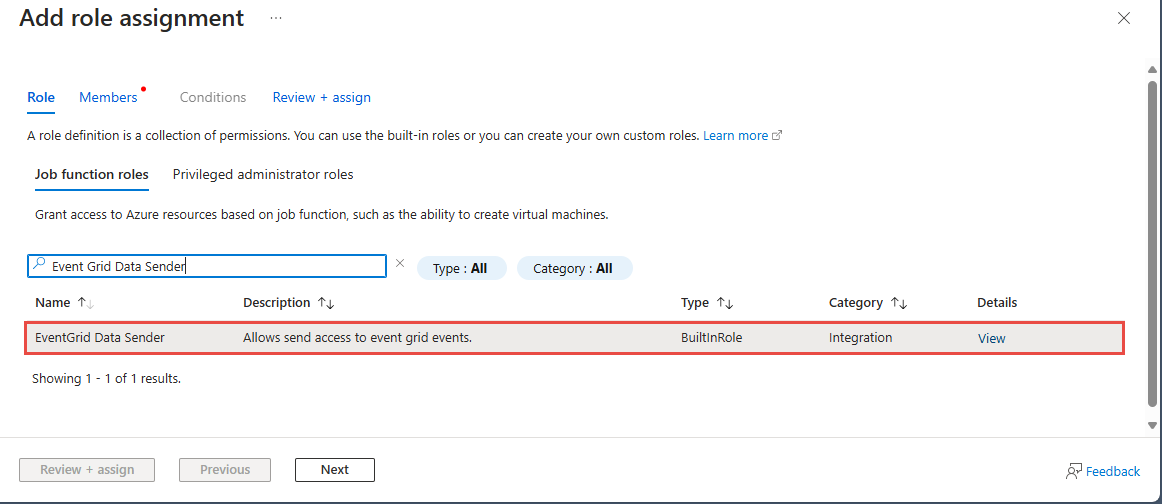 Add role assignment ...
Role Members Conditions Review + assign
A role definition is a collection of permissions. You can use the built-in roles or you can create your own custom roles. Learn more
Job function roles Privileged administrator roles
Grant access to Azure resources based on job function, such as the ability to create virtual machines.
Event Grid Data Sender Type : All Category : All
Name ↑↓ Description ↑↓ Type ↑↓ Category ↑↓ Details
EventGrid Data Sender Allows send access to event grid events. BuiltInRole Integration View
Showing 1 - 1 of 1 results.
Review + assign Previous Next Feedback